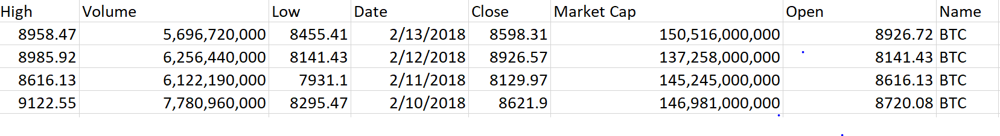 High Volume Low Date Close Market Cap Open Name
8958.47 5,696,720,000 8455.41 2/13/2018 8598.31 150,516,000,000 8926.72 BTC
8985.92 6,256,440,000 8141.43 2/12/2018 8926.57 137,258,000,000 8141.43 BTC
8616.13 6,122,190,000 7931.1 2/11/2018 8129.97 145,245,000,000 8616.13 BTC
9122.55 7,780,960,000 8295.47 2/10/2018 8621.9 146,981,000,000 8720.08 BTC